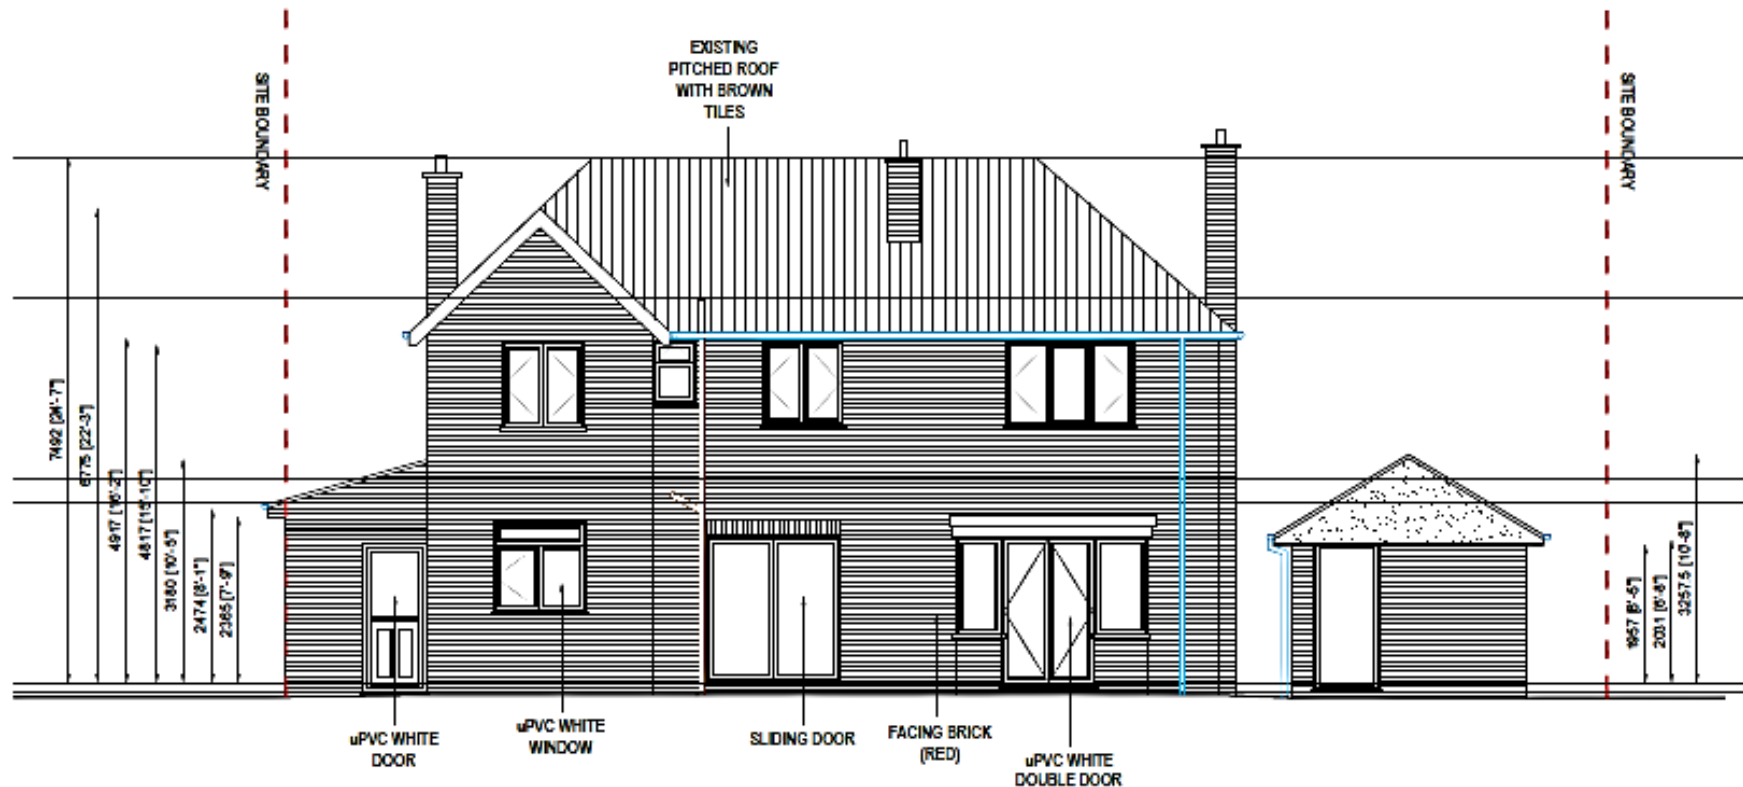 EXISTING
PITCHED ROOF
WITH BROWN
TILES
SITE BOUNDARY
SITE BOUNDARY
7492 [24'-7"]
6775 [22'-3"]
4917 [16'-2"]
4817 [15'-10"]
3180 [10'-5"]
2474 [8'-1"]
2365 [7'-9"]
1957 [6'-5"]
2031 [6'-8"]
3257.5 [10'-8"]
uPVC WHITE
DOOR
uPVC WHITE
WINDOW
SLIDING DOOR
FACING BRICK
(RED)
uPVC WHITE
DOUBLE DOOR